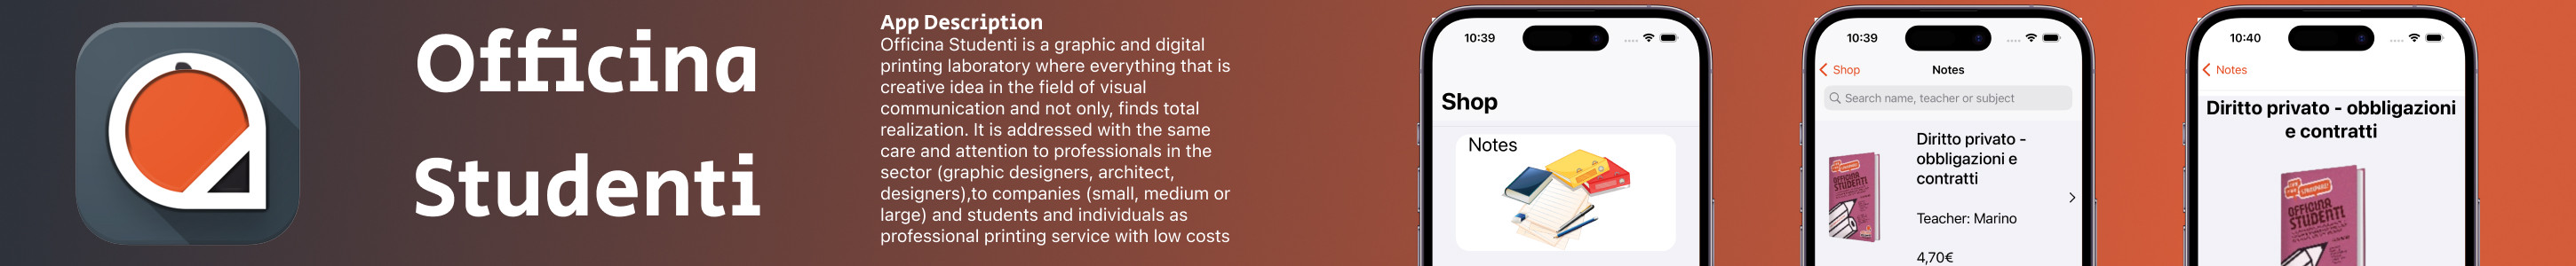 Officina
Studenti
App Description
Officina Studenti is a graphic and digital
printing laboratory where everything that is
creative idea in the field of visual
communication and not only, finds total
realization. It is addressed with the same
care and attention to professionals in the
sector (graphic designers, architect,
designers),to companies (small, medium or
large) and students and individuals as
professional printing service with low costs
10:39
Shop
Notes
10:39
Shop
Notes
Search name, teacher or subject
Diritto privato -
obbligazioni e
contratti
Teacher: Marino
4,70€
OFFICINA
STUDENTI
10:40
Notes
Diritto privato - obbligazioni
e contratti
OFFICINA
STUDENTI